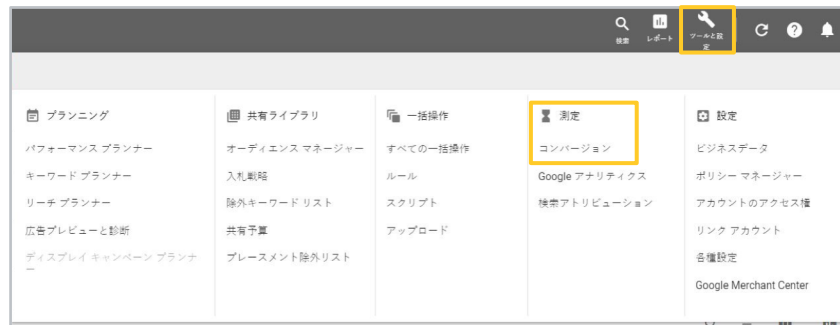 検索
レポート
ツールと設
定
プランニング
パフォーマンス プランナー
キーワード プランナー
リーチ プランナー
広告プレビューと診断
ディスプレイ キャンペーン プランナ
ー
共有ライブラリ
オーディエンス マネージャー
入札戦略
除外キーワード リスト
共有予算
プレースメント除外リスト
一括操作
すべての一括操作
ルール
スクリプト
アップロード
測定
コンバージョン
Google アナリティクス
検索アトリビューション
設定
ビジネスデータ
ポリシー マネージャー
アカウントのアクセス権
リンク アカウント
各種設定
Google Merchant Center